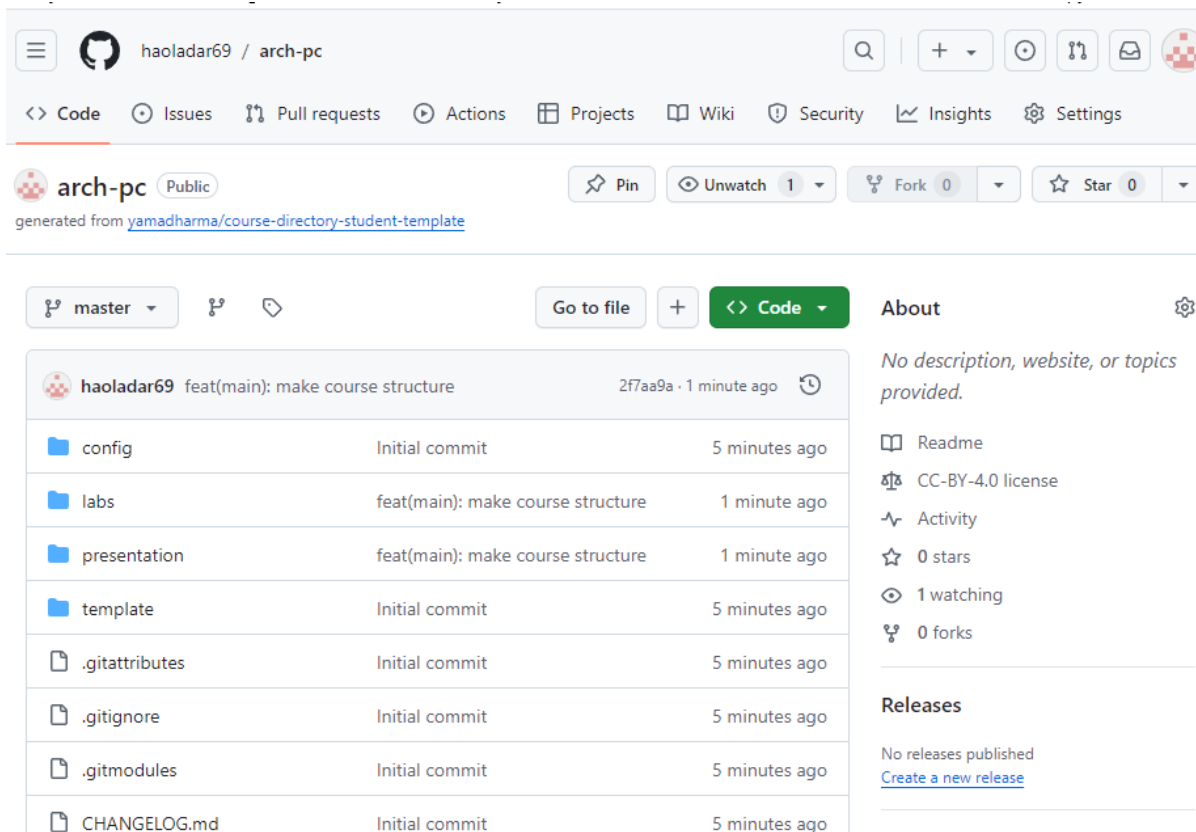 haoladar69 / arch-pc
Code Issues Pull requests Actions Projects Wiki Security Insights Settings
arch-pc Public Pin Unwatch 1 Fork 0 Star 0
generated from yamadharma/course-directory-student-template
master Go to file + Code
haoladar69 feat(main): make course structure 2f7aa9a · 1 minute ago
config Initial commit 5 minutes ago
labs feat(main): make course structure 1 minute ago
presentation feat(main): make course structure 1 minute ago
template Initial commit 5 minutes ago
.gitattributes Initial commit 5 minutes ago
.gitignore Initial commit 5 minutes ago
.gitmodules Initial commit 5 minutes ago
CHANGELOG.md Initial commit 5 minutes ago
About
No description, website, or topics
provided.
Readme
CC-BY-4.0 license
Activity
0 stars
1 watching
0 forks
Releases
No releases published
Create a new release